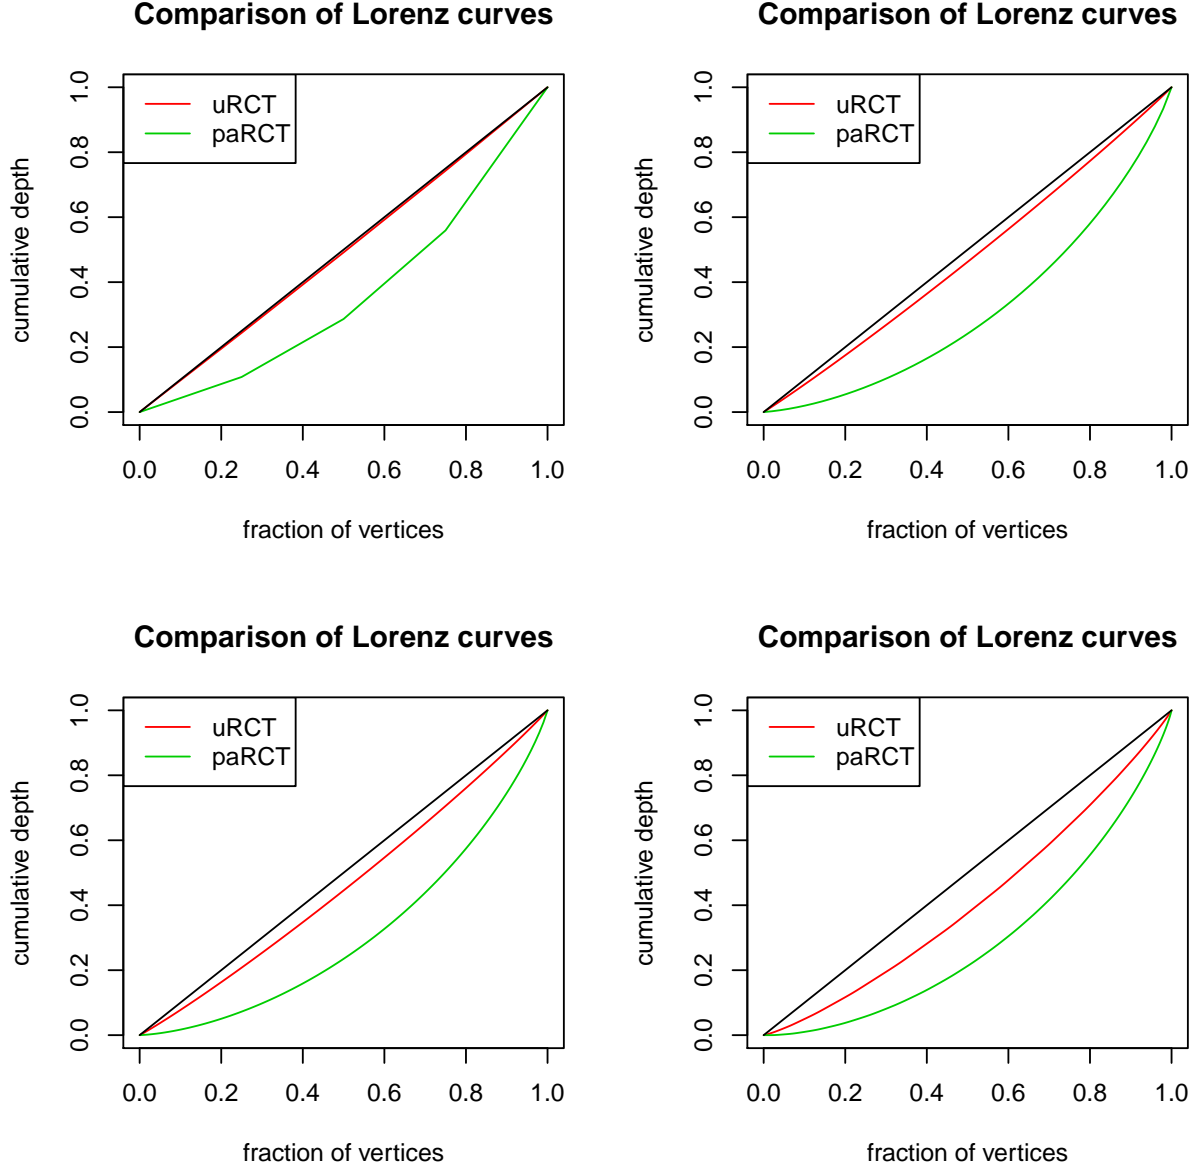 Comparison of Lorenz curves
uRCT
paRCT
cumulative depth
0.0 0.2 0.4 0.6 0.8 1.0
0.0 0.2 0.4 0.6 0.8 1.0
fraction of vertices
Comparison of Lorenz curves
uRCT
paRCT
cumulative depth
0.0 0.2 0.4 0.6 0.8 1.0
0.0 0.2 0.4 0.6 0.8 1.0
fraction of vertices
Comparison of Lorenz curves
uRCT
paRCT
cumulative depth
0.0 0.2 0.4 0.6 0.8 1.0
0.0 0.2 0.4 0.6 0.8 1.0
fraction of vertices
Comparison of Lorenz curves
uRCT
paRCT
cumulative depth
0.0 0.2 0.4 0.6 0.8 1.0
0.0 0.2 0.4 0.6 0.8 1.0
fraction of vertices